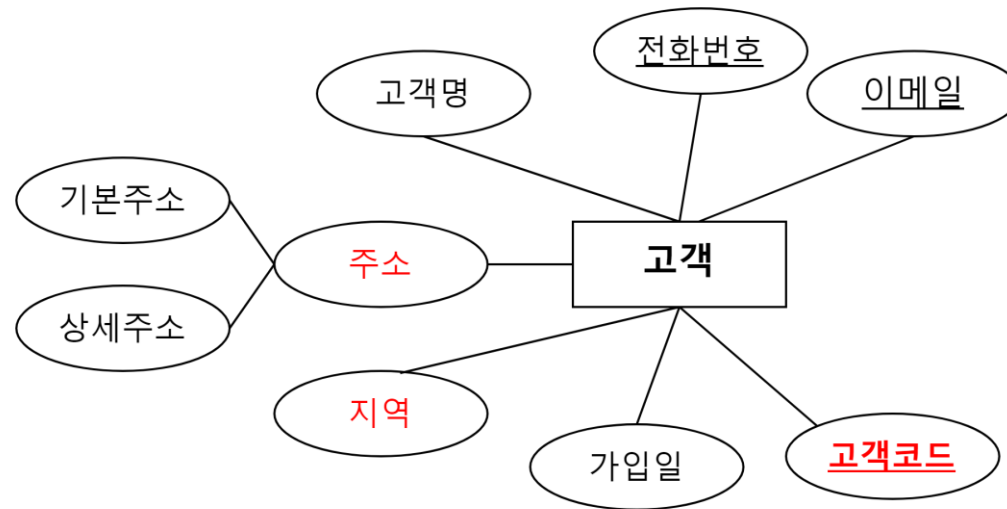 전화번호
고객명
이메일
기본주소
주소
고객
상세주소
지역
가입일
고객코드